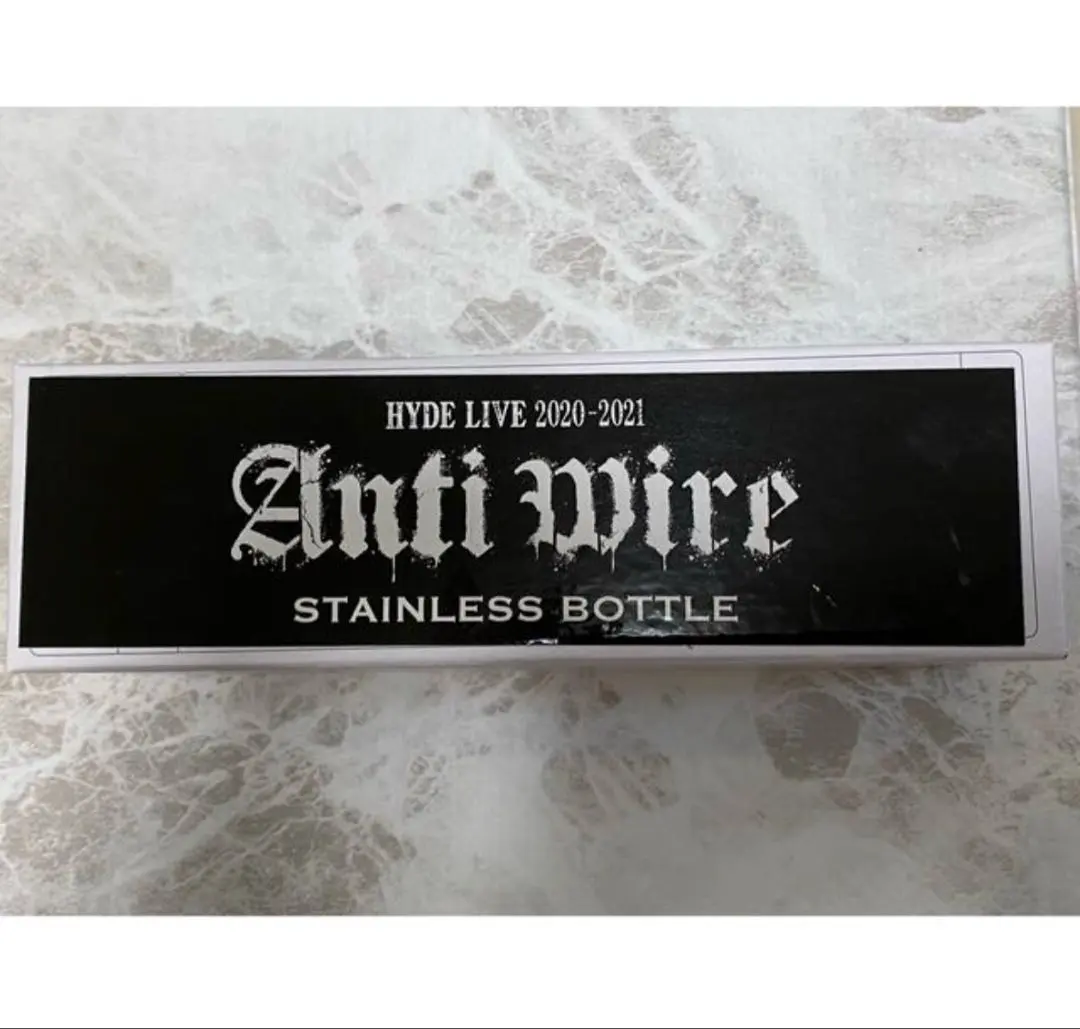 HYDE LIVE 2020-2021
Anti Wire
STAINLESS BOTTLE